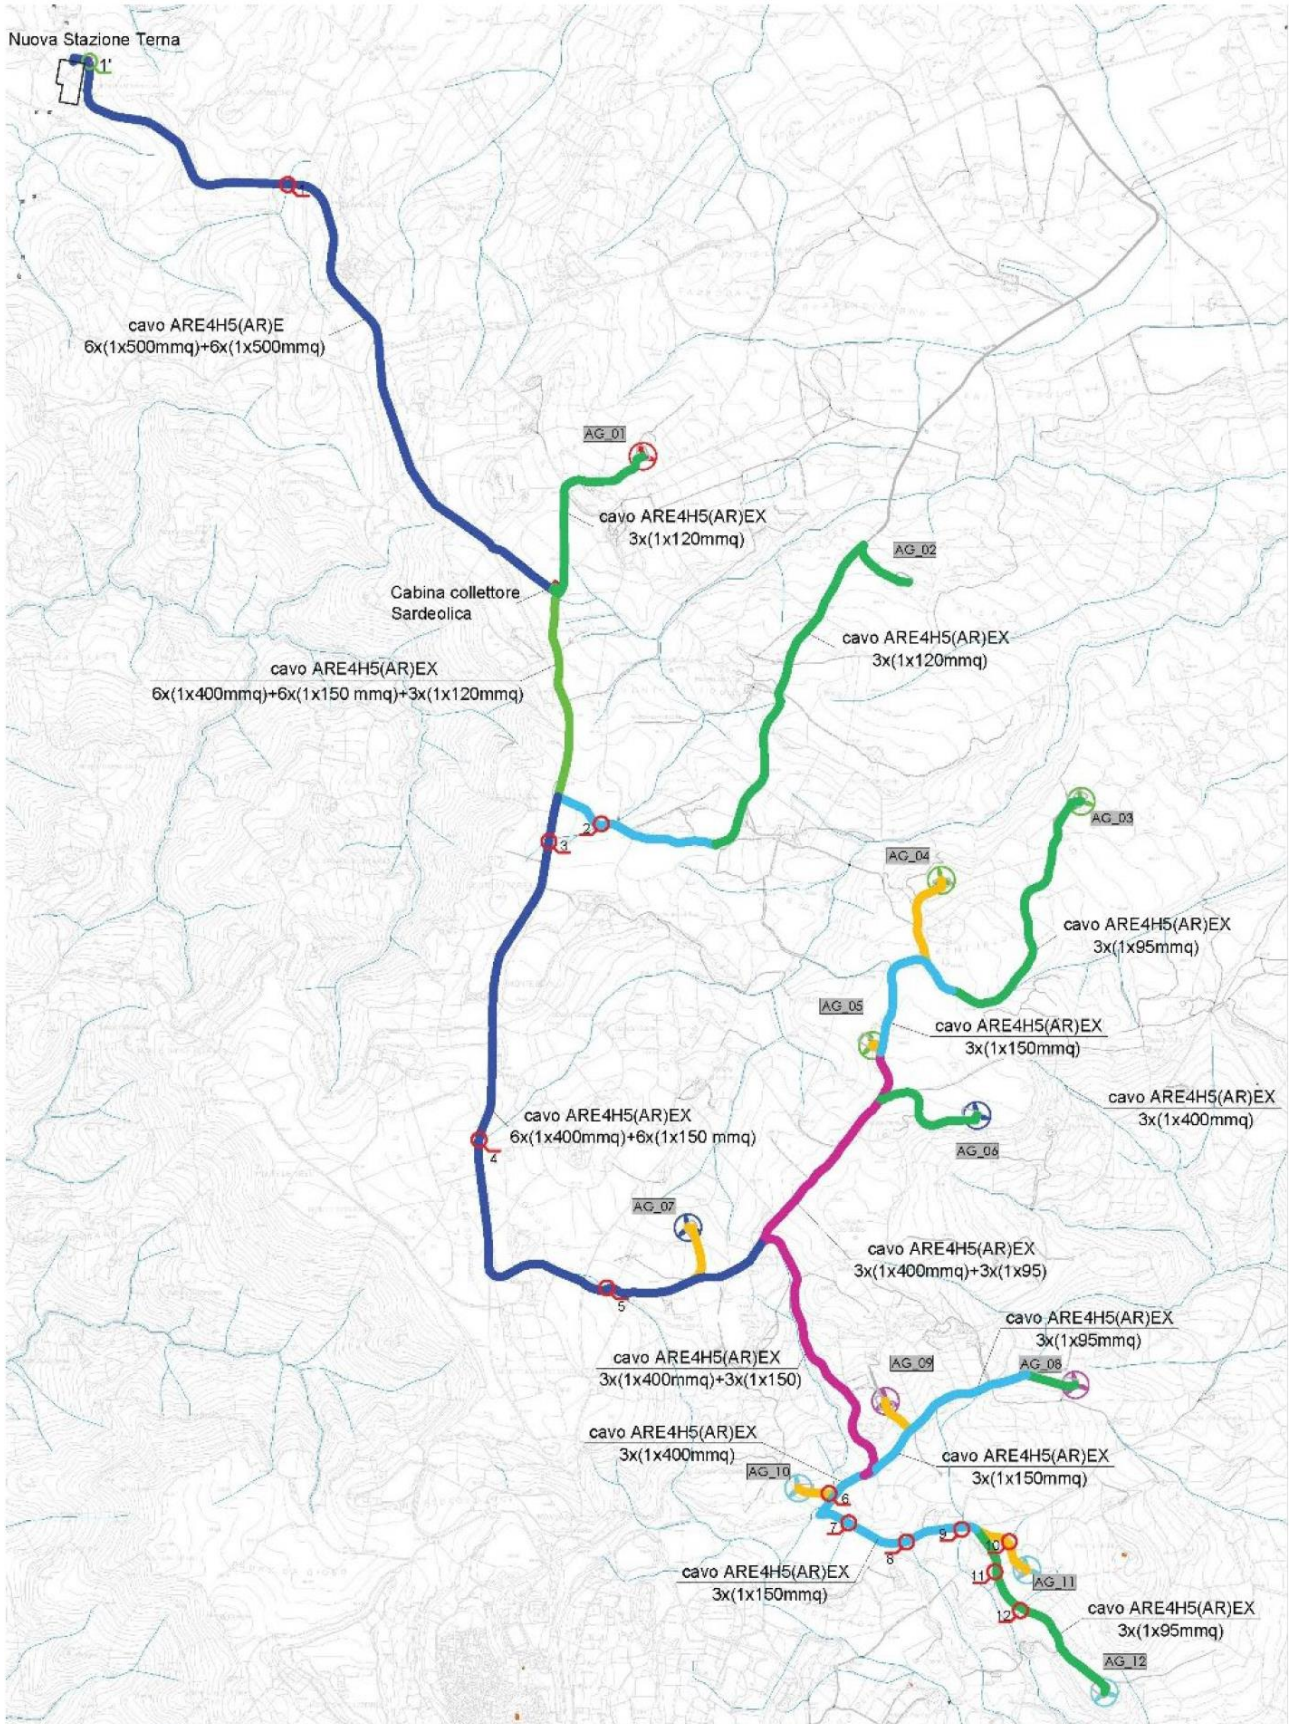 Nuova Stazione Terna
1'
1
cavo ARE4H5(AR)E
6x(1x500mmq)+6x(1x500mmq)
AG_01
cavo ARE4H5(AR)EX
3x(1x120mmq)
AG_02
Cabina collettore
Sardeolica
cavo ARE4H5(AR)EX
3x(1x120mmq)
cavo ARE4H5(AR)EX
6x(1x400mmq)+6x(1x150 mmq)+3x(1x120mmq)
2
3
AG_03
AG_04
cavo ARE4H5(AR)EX
3x(1x95mmq)
AG_05
cavo ARE4H5(AR)EX
3x(1x150mmq)
cavo ARE4H5(AR)EX
3x(1x400mmq)
cavo ARE4H5(AR)EX
6x(1x400mmq)+6x(1x150 mmq)
4
AG_06
AG_07
cavo ARE4H5(AR)EX
3x(1x400mmq)+3x(1x95)
5
cavo ARE4H5(AR)EX
3x(1x95mmq)
cavo ARE4H5(AR)EX
3x(1x400mmq)+3x(1x150)
AG_09
AG_08
cavo ARE4H5(AR)EX
3x(1x400mmq)
cavo ARE4H5(AR)EX
3x(1x150mmq)
AG_10
6
7
8
9
10
11
cavo ARE4H5(AR)EX
3x(1x150mmq)
AG_11
12
cavo ARE4H5(AR)EX
3x(1x95mmq)
AG_12